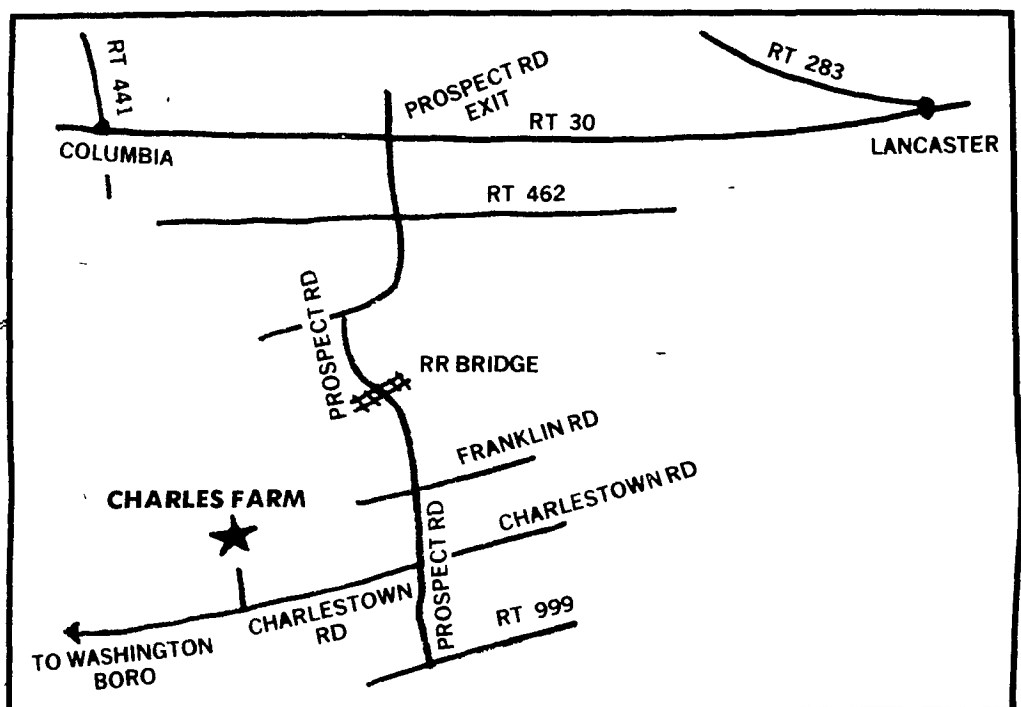 RT 441
PROSPECT RD
EXIT
RT 283
RT 30
COLUMBIA
LANCASTER
RT 462
PROSPECT RD
RR BRIDGE
FRANKLIN RD
CHARLES FARM
CHARLESTOWN RD
PROSPECT RD
CHARLESTOWN
RD
RT 999
TO WASHINGTON
BORO